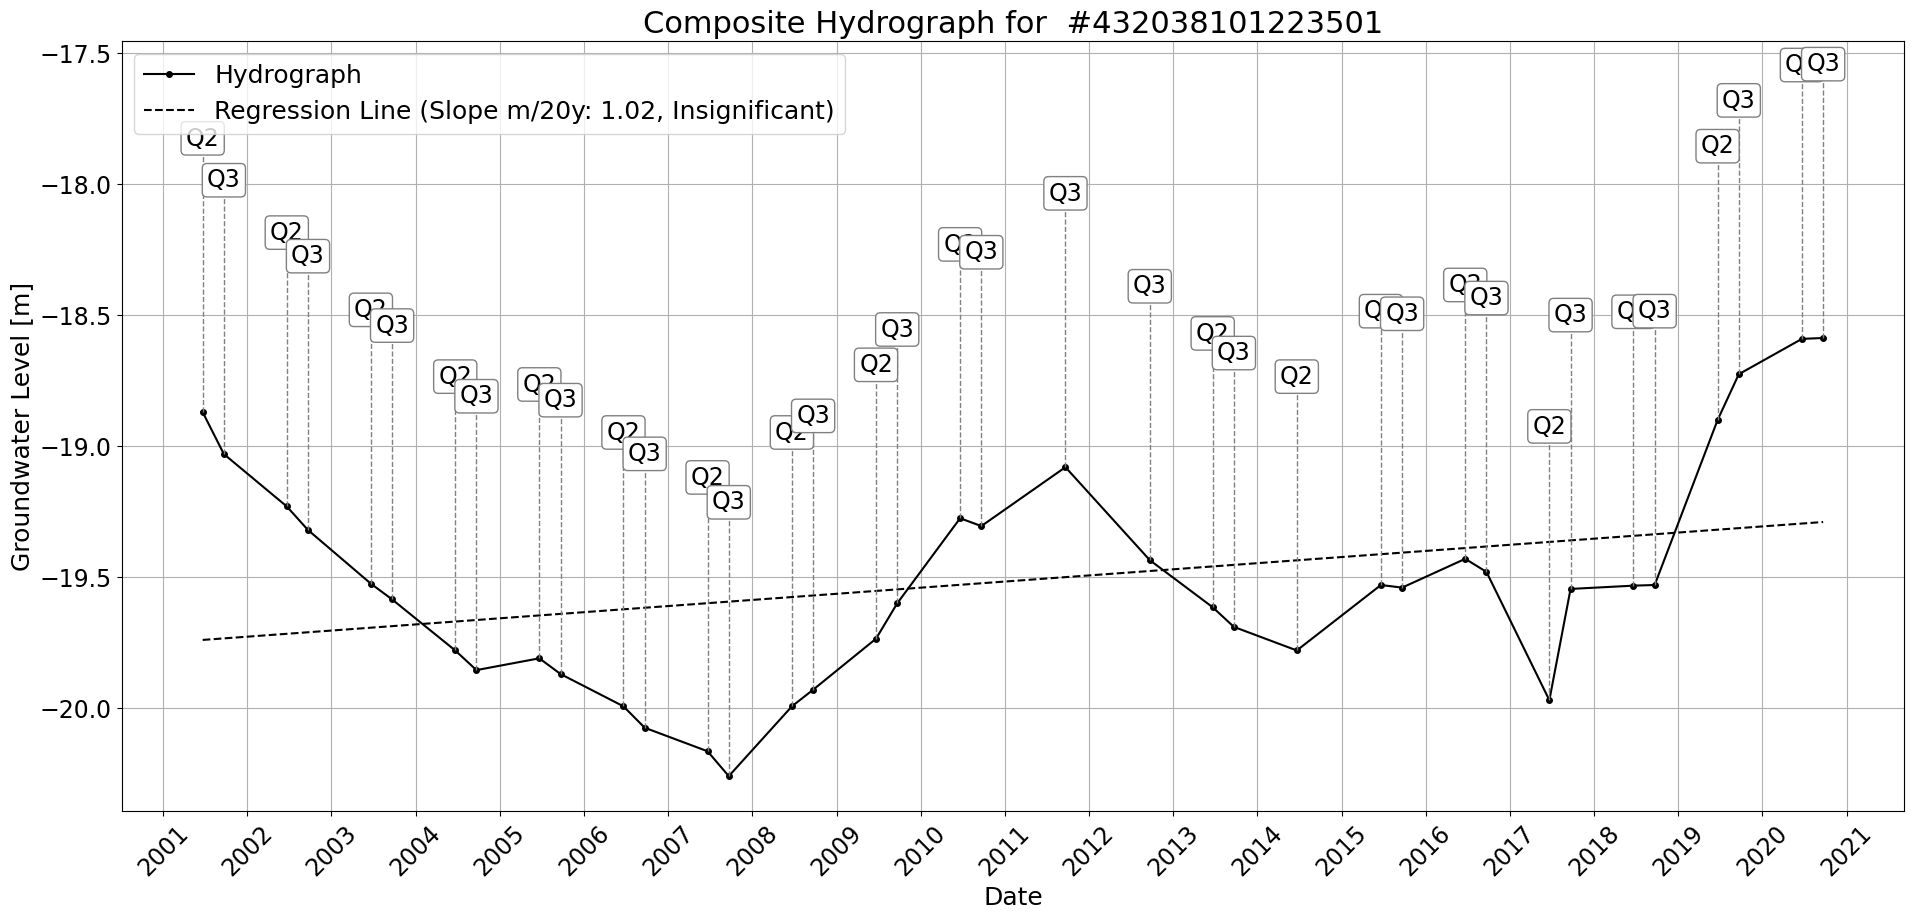 Composite Hydrograph for #432038101223501
Hydrograph
Regression Line (Slope m/20y: 1.02, Insignificant)
Groundwater Level [m]
−17.5
−18.0
−18.5
−19.0
−19.5
−20.0
Q2
Q3
Q2
Q3
Q2
Q3
Q2
Q3
Q2
Q3
Q2
Q3
Q2
Q3
Q2
Q3
Q2
Q3
Q3
Q3
Q3
Q2
Q3
Q2
Q3
Q2
Q3
Q2
Q3
Q3
Q2
Q3
Q3
2001
2002
2003
2004
2005
2006
2007
2008
2009
2010
2011
2012
2013
2014
2015
2016
2017
2018
2019
2020
2021
Date